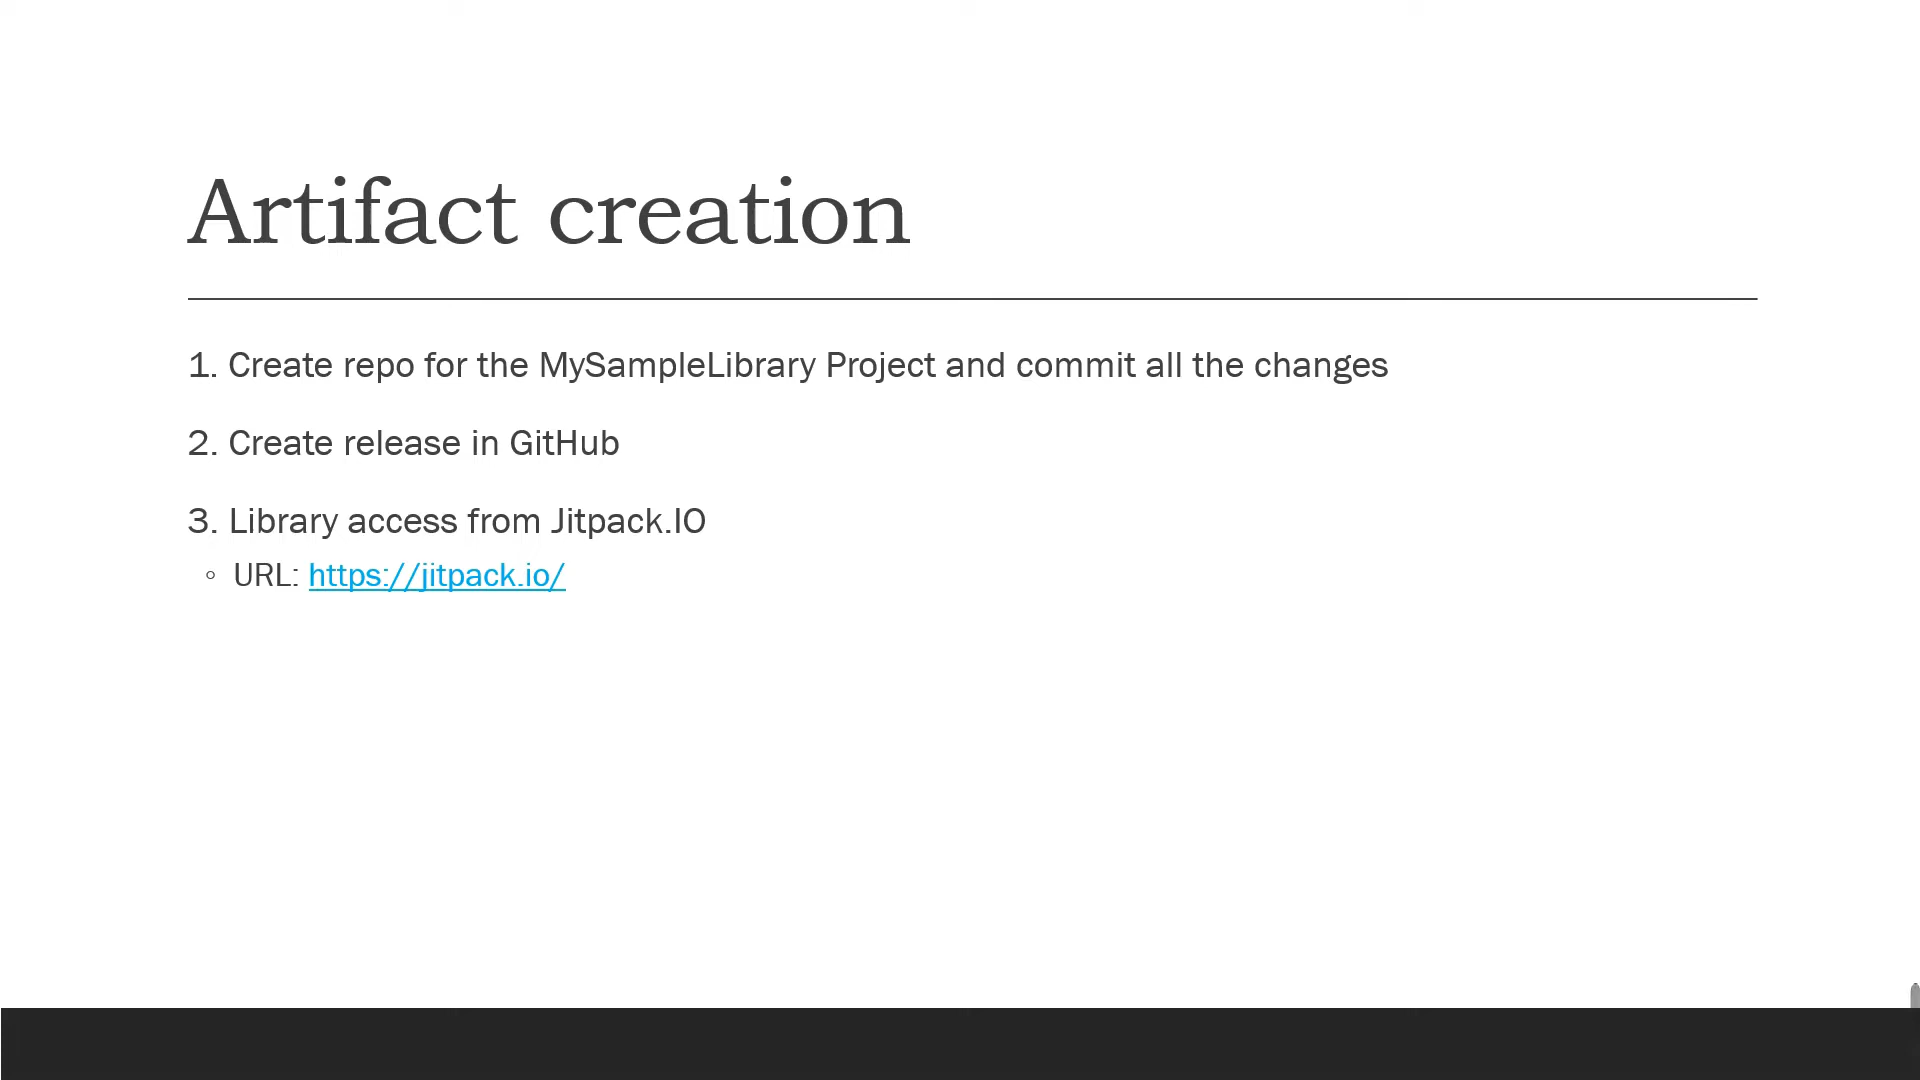 Artifact creation
1. Create repo for the MySampleLibrary Project and commit all the changes
2. Create release in GitHub
3. Library access from Jitpack.IO
◦ URL: https://jitpack.io/